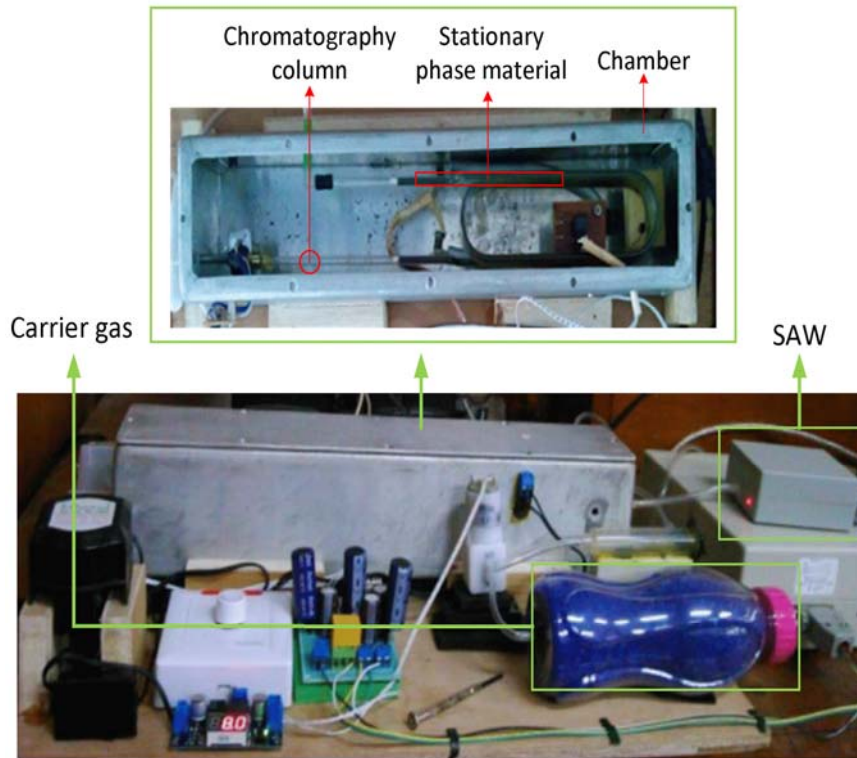 Chromatography
column
Stationary
phase material
Chamber
Carrier gas
SAW
8.0